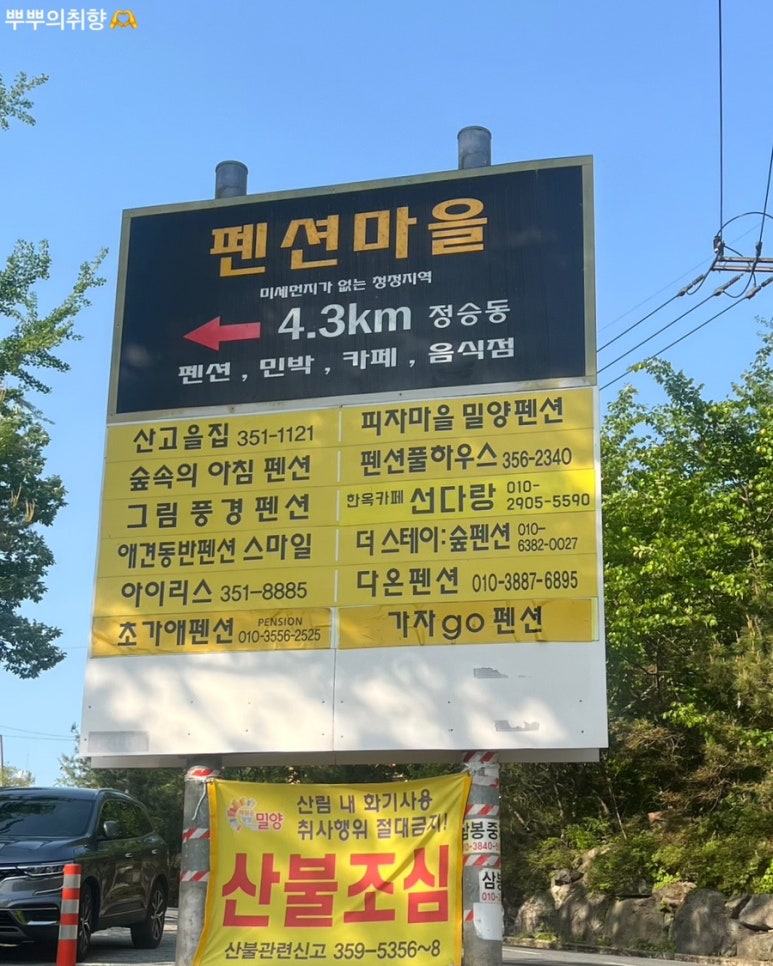 뿌뿌의취향
펜션마을
미세먼지가 없는 청정지역
4.3km 정승동
펜션 , 민박 , 카페 , 음식점
산고을집 351-1121
피자마을 밀양펜션
숲속의 아침 펜션
펜션풀하우스 356-2340
그림 풍경 펜션
한옥카페 선다랑 010-2905-5590
애견동반펜션 스마일
더 스테이:숲펜션 010-6382-0027
아이리스 351-8885
다온펜션 010-3887-6895
초가애펜션 PENSION 010-3556-2525
가자go펜션
밀양
산림 내 화기사용
취사행위 절대금지!
산불조심
산불관련신고 359-5356~8